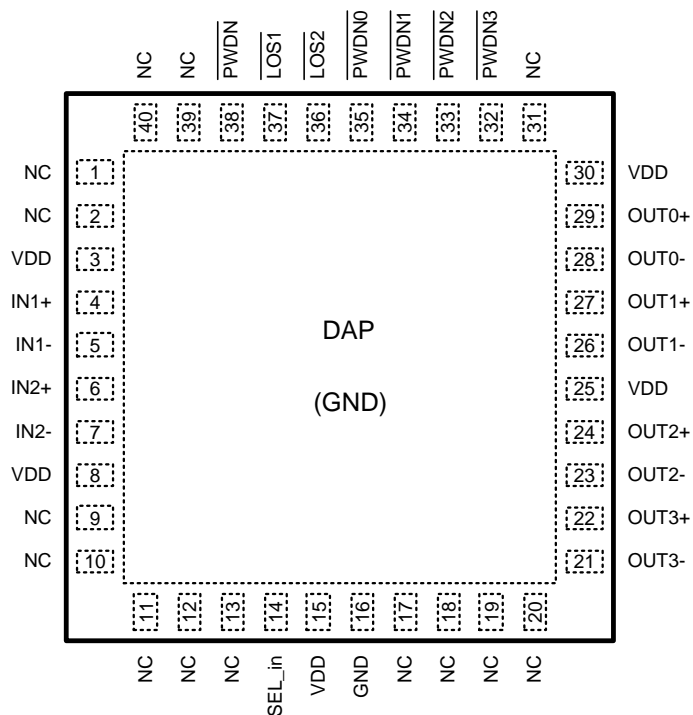 NC NC PWDN LOS1 LOS2 PWDN0 PWDN1 PWDN2 PWDN3 NC
40 39 38 37 36 35 34 33 32 31
NC 1 30 VDD
NC 2 29 OUT0+
VDD 3 28 OUT0-
IN1+ 4 27 OUT1+
IN1- 5 26 OUT1-
DAP
IN2+ 6 25 VDD
(GND)
IN2- 7 24 OUT2+
VDD 8 23 OUT2-
NC 9 22 OUT3+
NC 10 21 OUT3-
11 12 13 14 15 16 17 18 19 20
NC NC NC SEL_in VDD GND NC NC NC NC